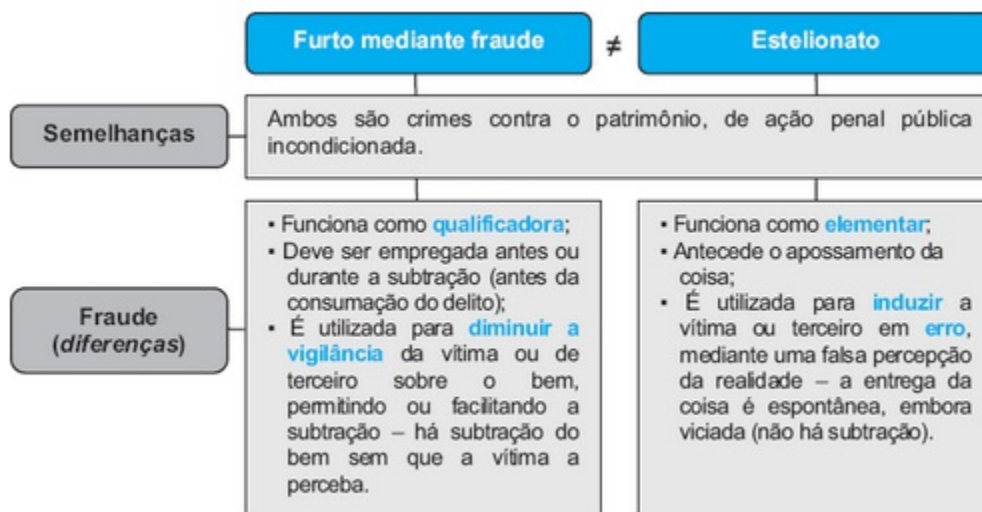 Furto mediante fraude
≠
Estelionato
Semelhanças
Ambos são crimes contra o patrimônio, de ação penal pública
incondicionada.
Fraude
(diferenças)
▪ Funciona como qualificadora;
▪ Deve ser empregada antes ou
durante a subtração (antes da
consumação do delito);
▪ É utilizada para diminuir a
vigilância da vítima ou de
terceiro sobre o bem,
permitindo ou facilitando a
subtração – há subtração do
bem sem que a vítima a
perceba.
▪ Funciona como elementar;
▪ Antecede o apossamento da
coisa;
▪ É utilizada para induzir a
vítima ou terceiro em erro,
mediante uma falsa percepção
da realidade – a entrega da
coisa é espontânea, embora
viciada (não há subtração).